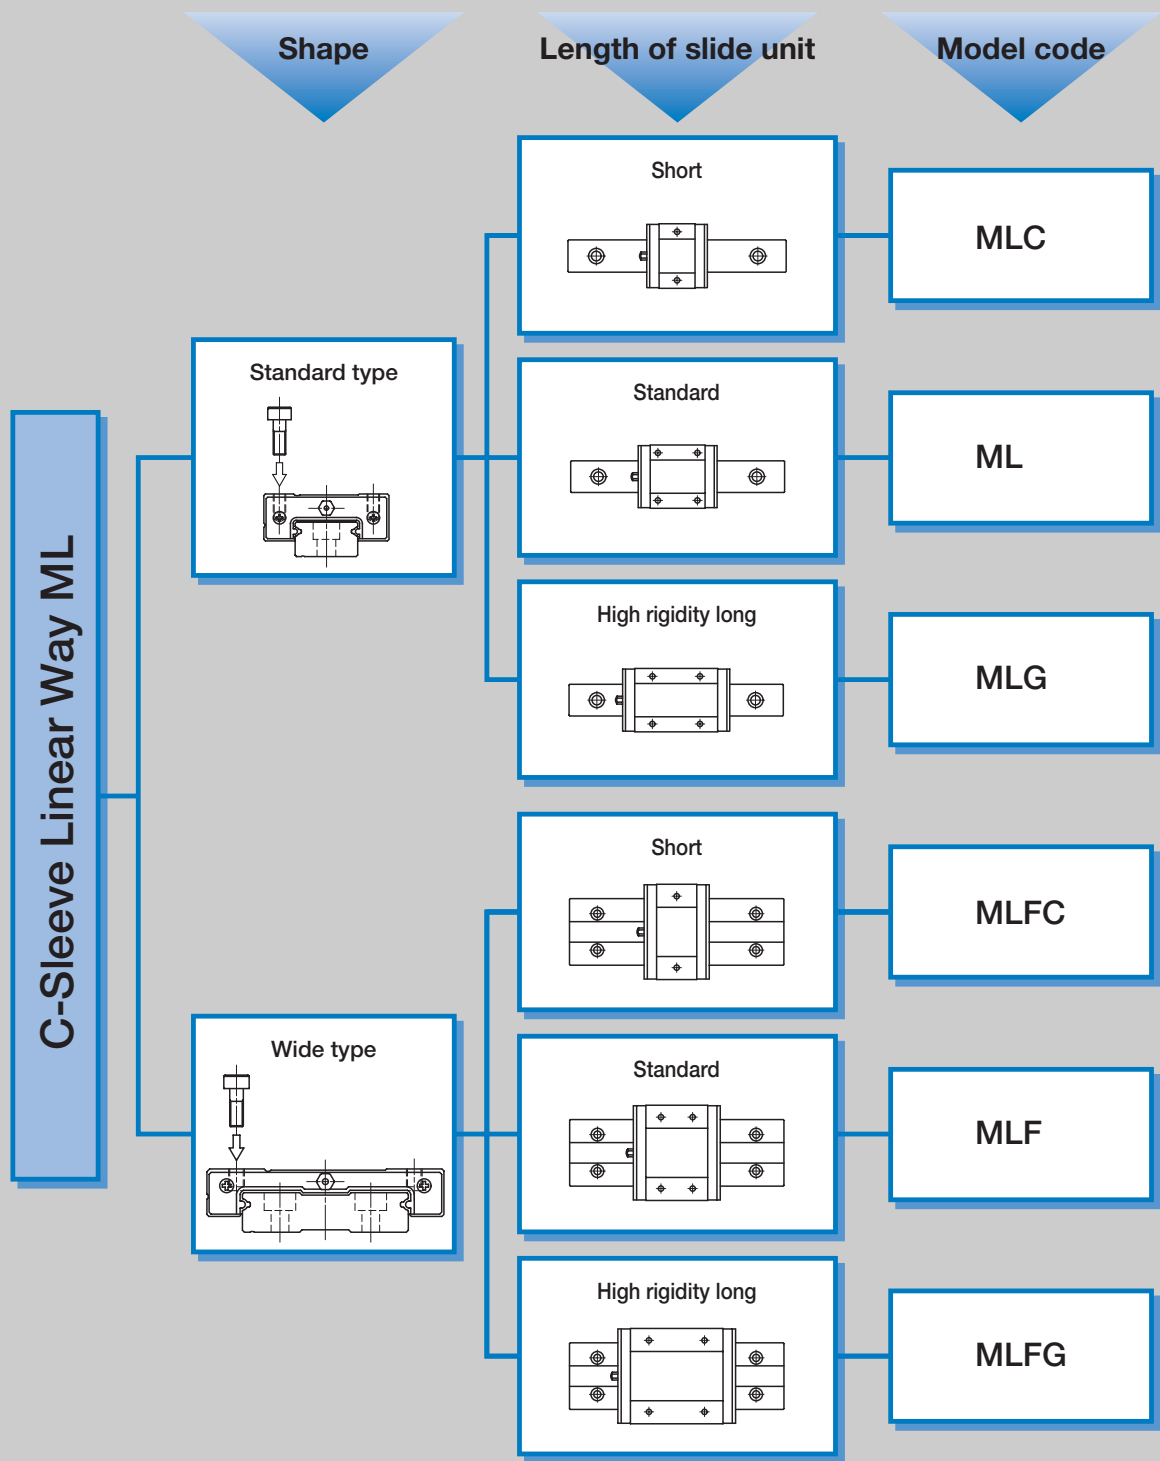 Shape
Length of slide unit
Model code
C-Sleeve Linear Way ML
Standard type
Short
MLC
Standard
ML
High rigidity long
MLG
Wide type
Short
MLFC
Standard
MLF
High rigidity long
MLFG